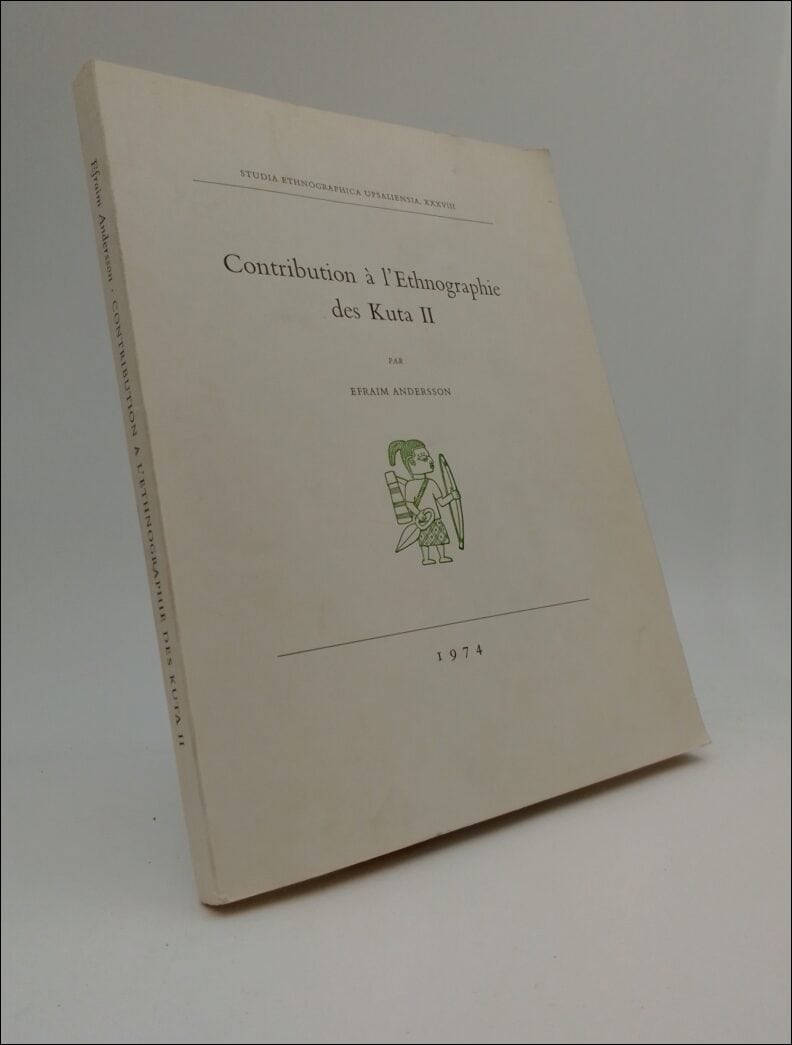 STUDIA ETHNOGRAPHICA UPSALIENSIA, XXXVIII
Contribution à l'Ethnographie
des Kuta II
PAR
EFRAIM ANDERSSON
1974
Efraim Andersson · CONTRIBUTION A L'ETHNOGRAPHIE DES KUTA II